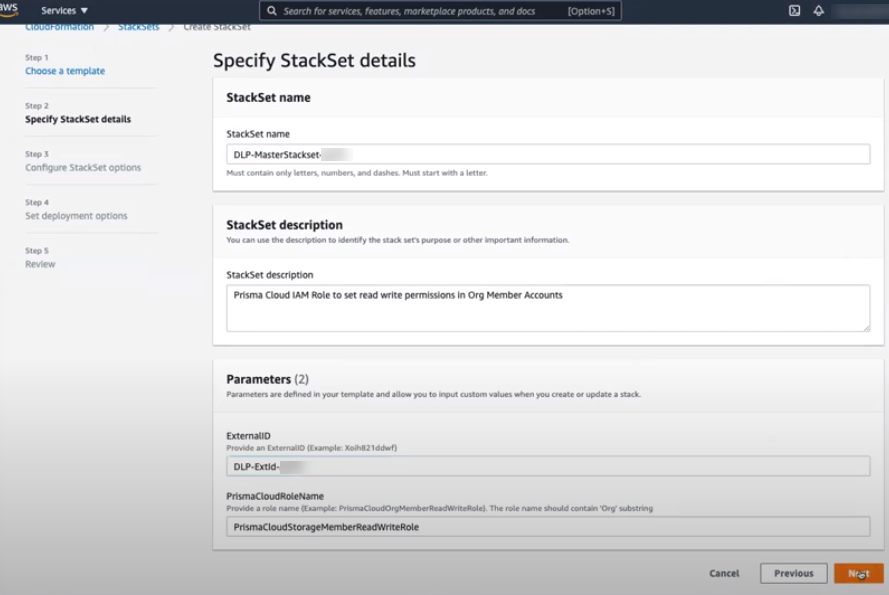 aws
Services ▼
Search for services, features, marketplace products, and docs [Option+S]
CloudFormation > StackSets > Create StackSet
Step 1
Choose a template
Step 2
Specify StackSet details
Step 3
Configure StackSet options
Step 4
Set deployment options
Step 5
Review
Specify StackSet details
StackSet name
StackSet name
DLP-MasterStackset-
Must contain only letters, numbers, and dashes. Must start with a letter.
StackSet description
You can use the description to identify the stack set's purpose or other important information.
StackSet description
Prisma Cloud IAM Role to set read write permissions in Org Member Accounts
Parameters (2)
Parameters are defined in your template and allow you to input custom values when you create or update a stack.
ExternalID
Provide an ExternalID (Example: Xoih821ddwf)
DLP-ExtId-
PrismaCloudRoleName
Provide a role name (Example: PrismaCloudOrgMemberReadWriteRole). The role name should contain 'Org' substring
PrismaCloudStorageMemberReadWriteRole
Cancel Previous Next